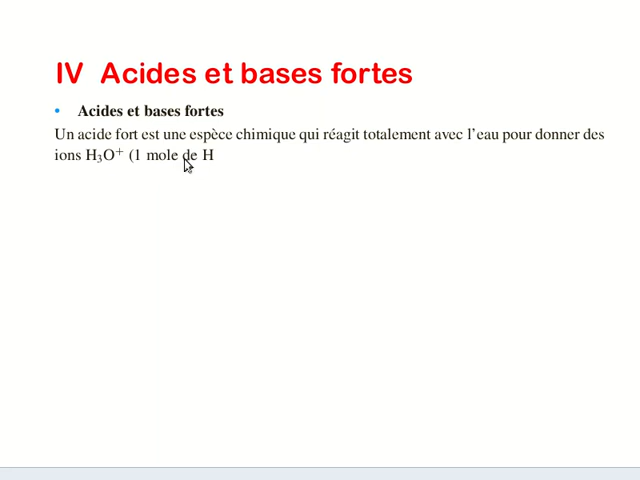 IV Acides et bases fortes
• Acides et bases fortes
Un acide fort est une espèce chimique qui réagit totalement avec l'eau pour donner des
ions H₃O⁺ (1 mole de H